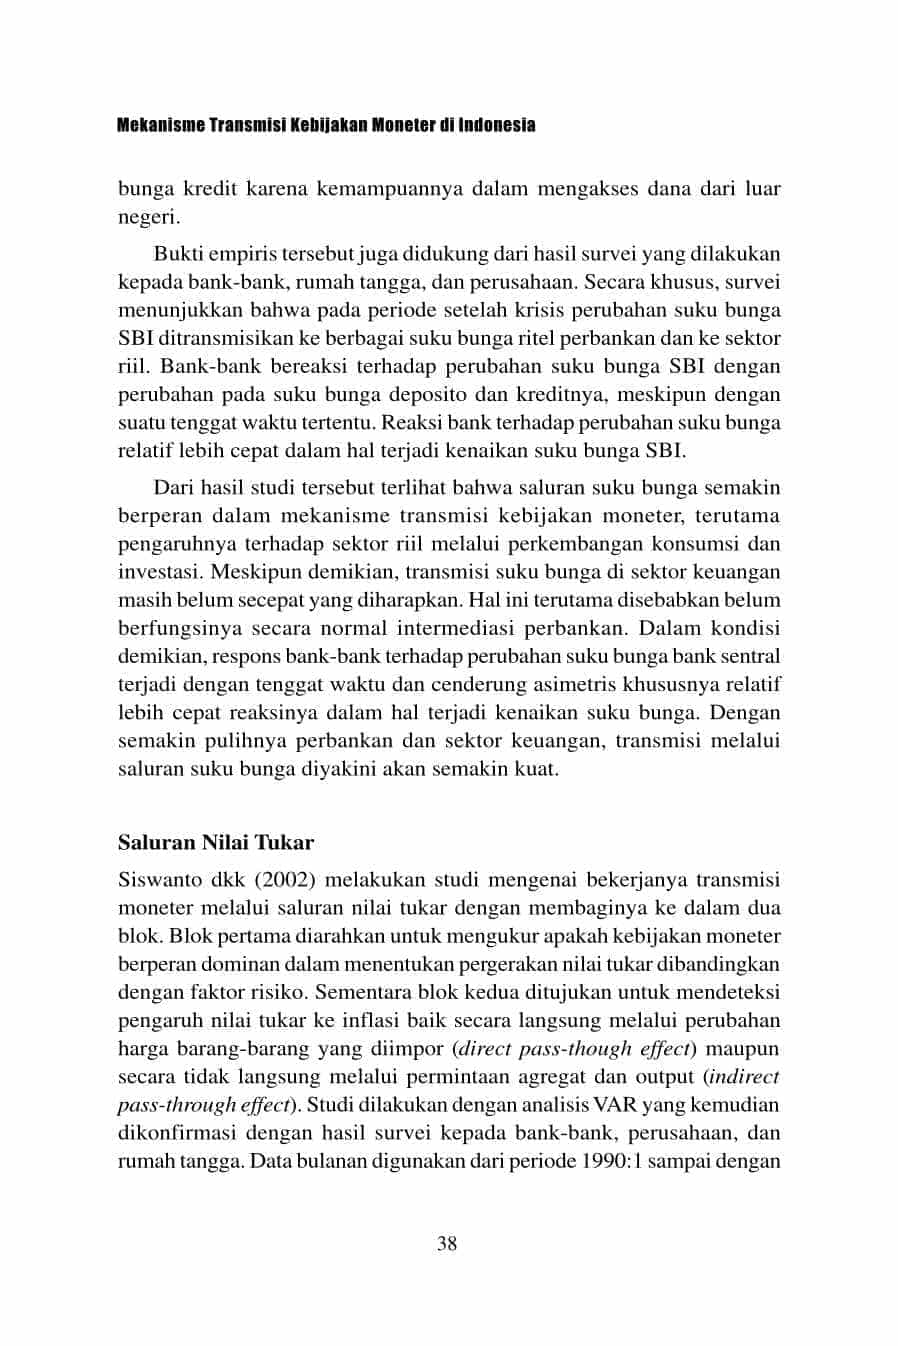 Mekanisme Transmisi Kebijakan Moneter di Indonesia
bunga kredit karena kemampuannya dalam mengakses dana dari luar
negeri.
Bukti empiris tersebut juga didukung dari hasil survei yang dilakukan
kepada bank-bank, rumah tangga, dan perusahaan. Secara khusus, survei
menunjukkan bahwa pada periode setelah krisis perubahan suku bunga
SBI ditransmisikan ke berbagai suku bunga ritel perbankan dan ke sektor
riil. Bank-bank bereaksi terhadap perubahan suku bunga SBI dengan
perubahan pada suku bunga deposito dan kreditnya, meskipun dengan
suatu tenggat waktu tertentu. Reaksi bank terhadap perubahan suku bunga
relatif lebih cepat dalam hal terjadi kenaikan suku bunga SBI.
Dari hasil studi tersebut terlihat bahwa saluran suku bunga semakin
berperan dalam mekanisme transmisi kebijakan moneter, terutama
pengaruhnya terhadap sektor riil melalui perkembangan konsumsi dan
investasi. Meskipun demikian, transmisi suku bunga di sektor keuangan
masih belum secepat yang diharapkan. Hal ini terutama disebabkan belum
berfungsinya secara normal intermediasi perbankan. Dalam kondisi
demikian, respons bank-bank terhadap perubahan suku bunga bank sentral
terjadi dengan tenggat waktu dan cenderung asimetris khususnya relatif
lebih cepat reaksinya dalam hal terjadi kenaikan suku bunga. Dengan
semakin pulihnya perbankan dan sektor keuangan, transmisi melalui
saluran suku bunga diyakini akan semakin kuat.
Saluran Nilai Tukar
Siswanto dkk (2002) melakukan studi mengenai bekerjanya transmisi
moneter melalui saluran nilai tukar dengan membaginya ke dalam dua
blok. Blok pertama diarahkan untuk mengukur apakah kebijakan moneter
berperan dominan dalam menentukan pergerakan nilai tukar dibandingkan
dengan faktor risiko. Sementara blok kedua ditujukan untuk mendeteksi
pengaruh nilai tukar ke inflasi baik secara langsung melalui perubahan
harga barang-barang yang diimpor (direct pass-though effect) maupun
secara tidak langsung melalui permintaan agregat dan output (indirect
pass-through effect). Studi dilakukan dengan analisis VAR yang kemudian
dikonfirmasi dengan hasil survei kepada bank-bank, perusahaan, dan
rumah tangga. Data bulanan digunakan dari periode 1990:1 sampai dengan
38